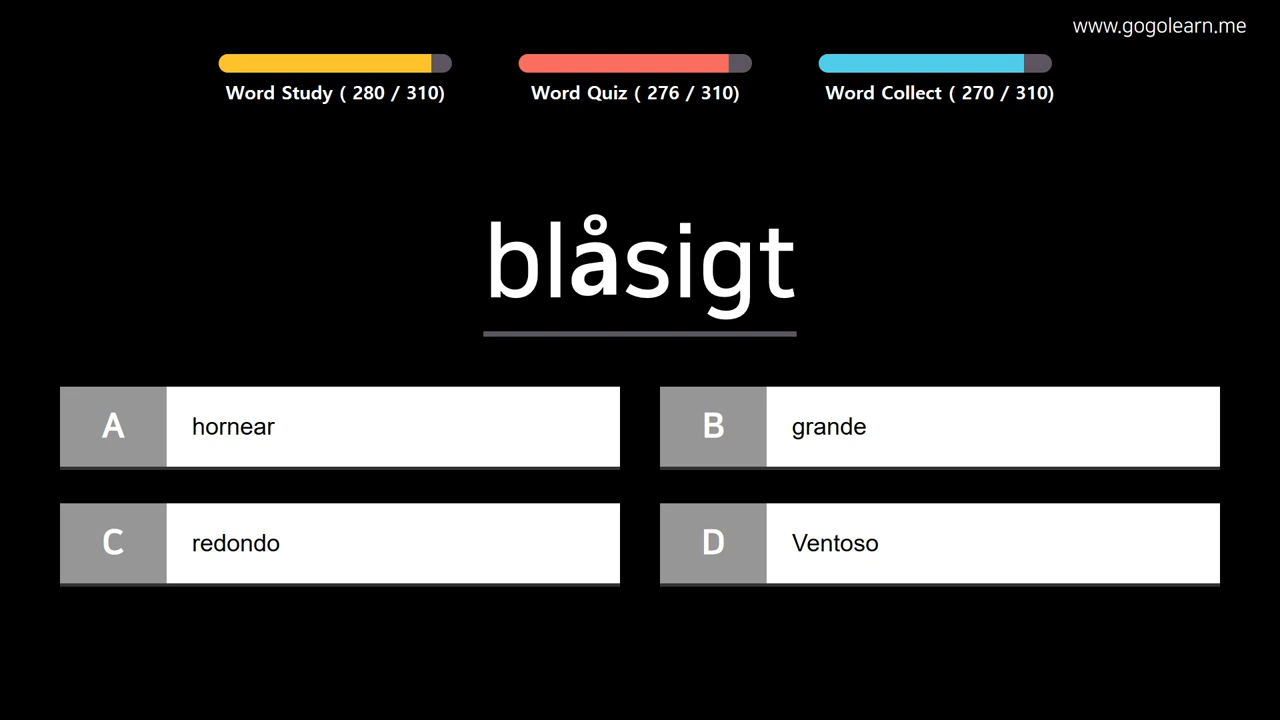 www.gogolearn.me
Word Study ( 280 / 310)
Word Quiz ( 276 / 310)
Word Collect ( 270 / 310)
blåsigt
A hornear
B grande
C redondo
D Ventoso